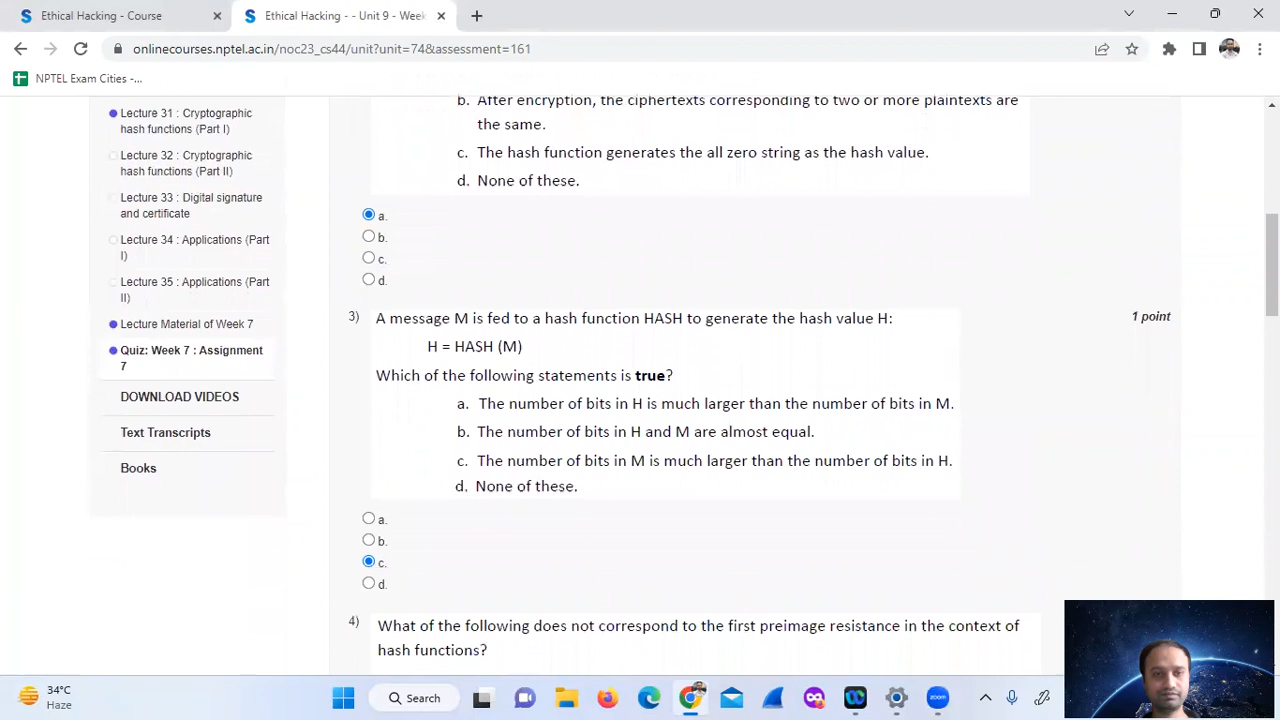 Ethical Hacking - Course
Ethical Hacking - - Unit 9 - Week
onlinecourses.nptel.ac.in/noc23_cs44/unit?unit=74&assessment=161
NPTEL Exam Cities -...
Lecture 31 : Cryptographic
hash functions (Part I)
Lecture 32 : Cryptographic
hash functions (Part II)
Lecture 33 : Digital signature
and certificate
Lecture 34 : Applications (Part
I)
Lecture 35 : Applications (Part
II)
Lecture Material of Week 7
Quiz: Week 7 : Assignment
7
DOWNLOAD VIDEOS
Text Transcripts
Books
b. After encryption, the ciphertexts corresponding to two or more plaintexts are
the same.
c. The hash function generates the all zero string as the hash value.
d. None of these.
a.
b.
c.
d.
3) A message M is fed to a hash function HASH to generate the hash value H: 1 point
H = HASH (M)
Which of the following statements is true?
a. The number of bits in H is much larger than the number of bits in M.
b. The number of bits in H and M are almost equal.
c. The number of bits in M is much larger than the number of bits in H.
d. None of these.
a.
b.
c.
d.
4) What of the following does not correspond to the first preimage resistance in the context of
hash functions?
34°C
Haze
Search
zoom